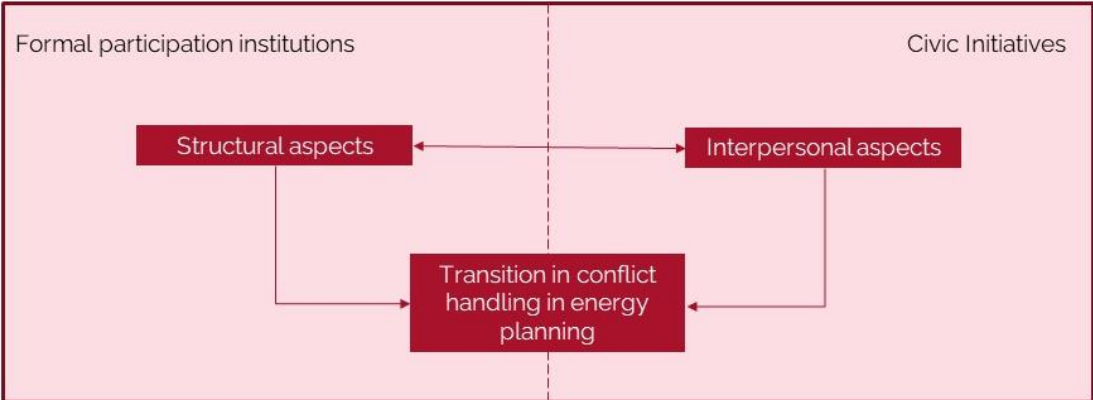 Formal participation institutions
Civic Initiatives
Structural aspects
Interpersonal aspects
Transition in conflict
handling in energy
planning